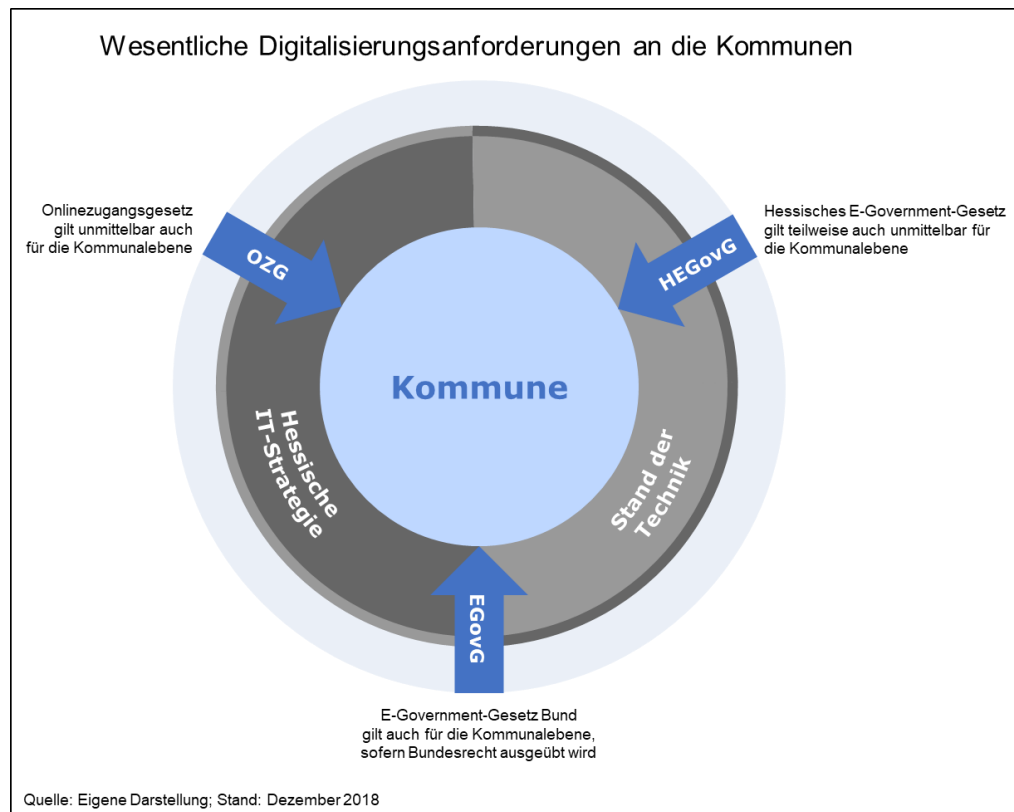 Wesentliche Digitalisierungsanforderungen an die Kommunen
Onlinezugangsgesetz
gilt unmittelbar auch
für die Kommunalebene
OZG
Hessisches E-Government-Gesetz
gilt teilweise auch unmittelbar für
die Kommunalebene
HEGovG
Kommune
Hessische
IT-Strategie
Stand der
Technik
EGovG
E-Government-Gesetz Bund
gilt auch für die Kommunalebene,
sofern Bundesrecht ausgeübt wird
Quelle: Eigene Darstellung; Stand: Dezember 2018